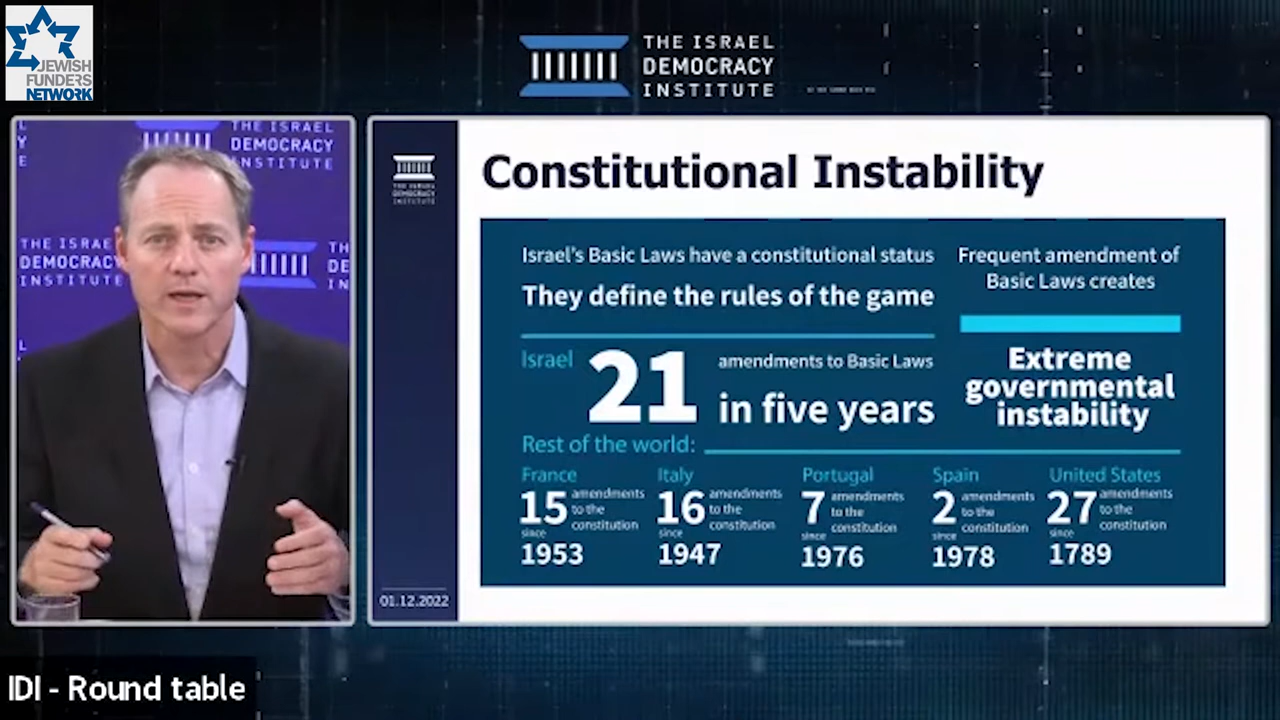 JEWISH
FUNDERS
NETWORK
THE ISRAEL
DEMOCRACY
INSTITUTE
L
Y
E
THE ISRAEL
DEMOCRACY
INSTITUTE
THE ISRAE
DEMOCRACY
INSTITUTE
TH
DE
IN
L
THE ISRAEL
DEMOCRACY
INSTITUTE
01.12.2022
Constitutional Instability
Israel's Basic Laws have a constitutional status
They define the rules of the game
Israel 21 amendments to Basic Laws
in five years
Frequent amendment of
Basic Laws creates
Extreme
governmental
instability
Rest of the world:
France
15 amendments
to the
constitution
since
1953
Italy
16 amendments
to the
constitution
since
1947
Portugal
7 amendments
to the
constitution
since
1976
Spain
2 amendments
to the
constitution
since
1978
United States
27 amendments
to the
constitution
since
1789
IDI - Round table